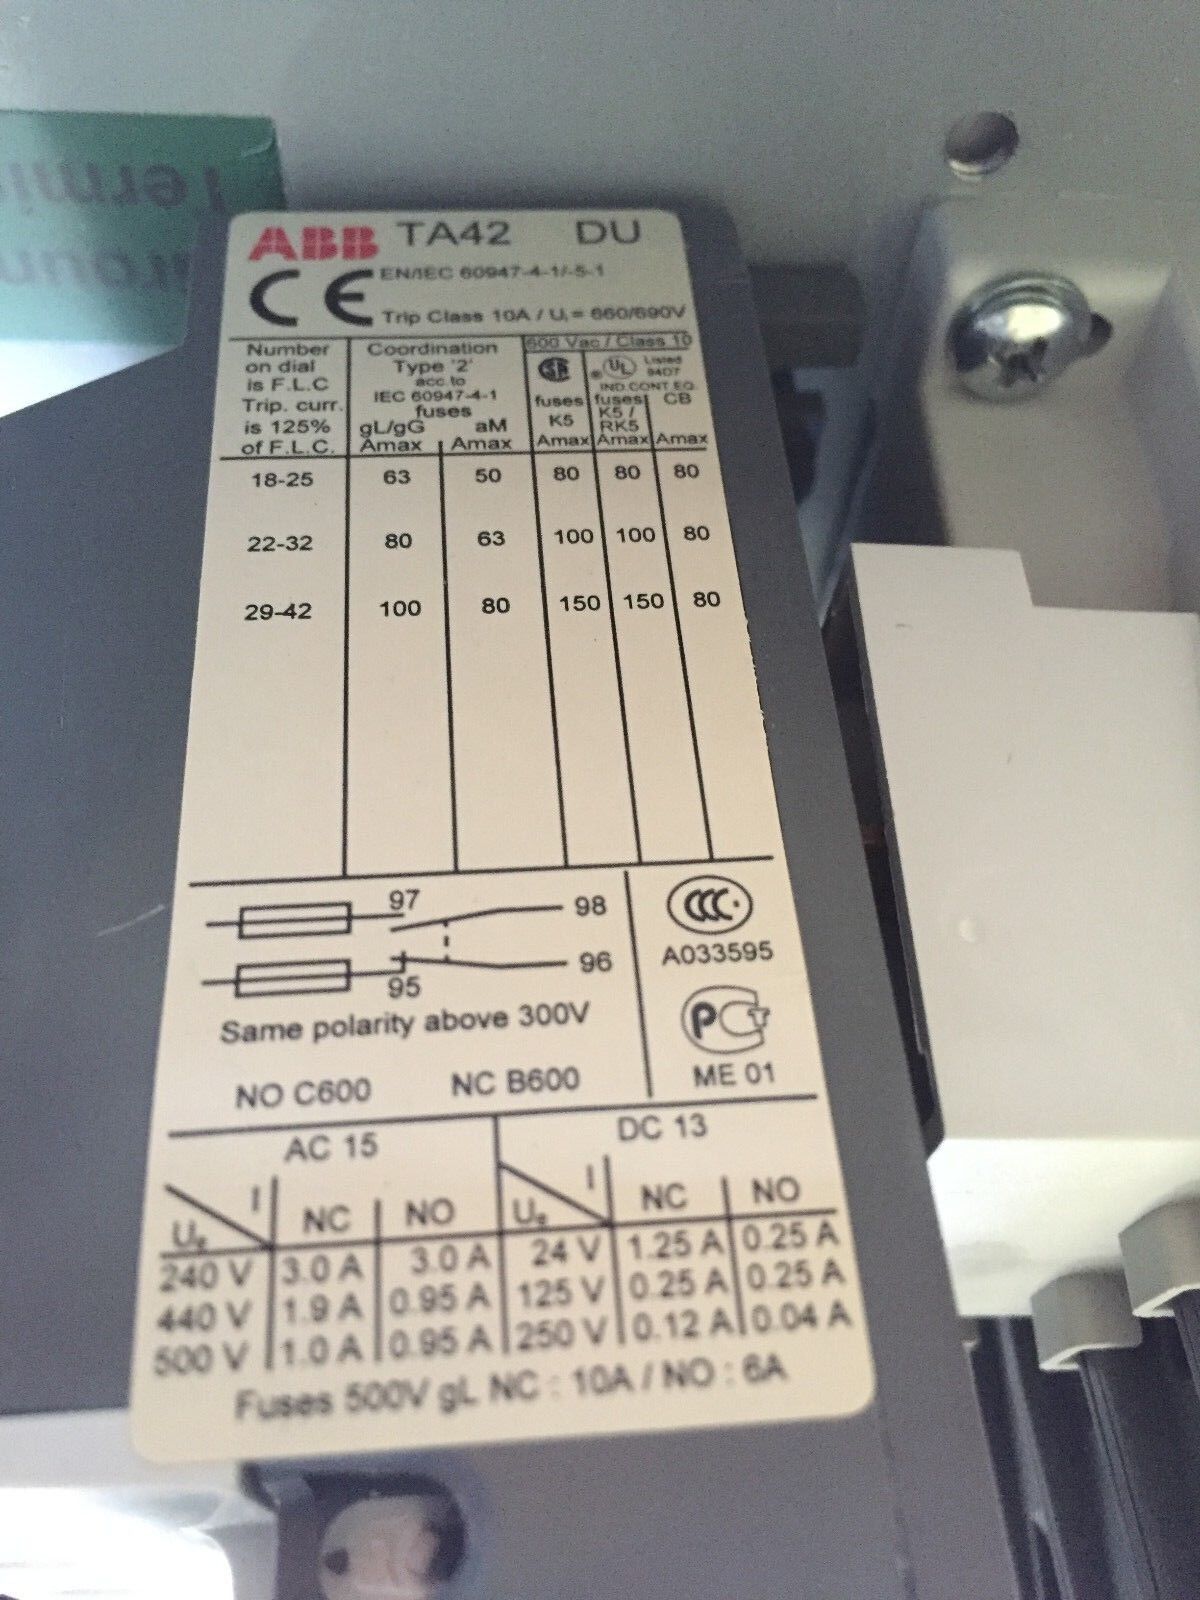 ABB TA42 DU
CE EN/IEC 60947-4-1/-5-1
Trip Class 10A / Ui = 660/690V
Number
on dial
is F.L.C
Trip. curr.
is 125%
of F.L.C.
Coordination
Type '2'
acc.to
IEC 60947-4-1
fuses
gL/gG aM
Amax Amax
600 Vac / Class 10
SA
fuses
K5
Amax
UL Listed
94D7
IND.CONT.EQ.
fuses CB
K5 /
RK5
Amax Amax
18-25 63 50 80 80 80
22-32 80 63 100 100 80
29-42 100 80 150 150 80
97 98
95 96
Same polarity above 300V
NO C600 NC B600
CCC
A033595
PCT
ME 01
AC 15
Ue I NC NO
240 V 3.0 A 3.0 A
440 V 1.9 A 0.95 A
500 V 1.0 A 0.95 A
DC 13
Ue I NC NO
24 V 1.25 A 0.25 A
125 V 0.25 A 0.25 A
250 V 0.12 A 0.04 A
Fuses 500V gL NC : 10A / NO : 6A